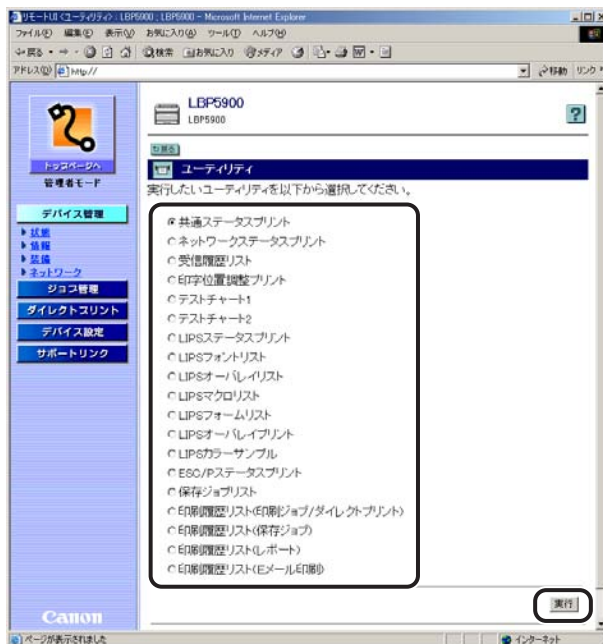 リモートUI <ユーティリティ> : LBP5900 ; LBP5900 - Microsoft Internet Explorer
ファイル(F) 編集(E) 表示(V) お気に入り(A) ツール(T) ヘルプ(H)
戻る 検索 お気に入り メディア
アドレス(D) http:// 移動 リンク
LBP5900
LBP5900
?
トップページへ
管理者モード
戻る
ユーティリティ
実行したいユーティリティを以下から選択してください。
デバイス管理
状態
情報
装備
ネットワーク
ジョブ管理
ダイレクトプリント
デバイス設定
サポートリンク
共通ステータスプリント
ネットワークステータスプリント
受信履歴リスト
印字位置調整プリント
テストチャート1
テストチャート2
LIPSステータスプリント
LIPSフォントリスト
LIPSオーバレイリスト
LIPSマクロリスト
LIPSフォームリスト
LIPSオーバレイプリント
LIPSカラーサンプル
ESC/Pステータスプリント
保存ジョブリスト
印刷履歴リスト(印刷ジョブ/ダイレクトプリント)
印刷履歴リスト(保存ジョブ)
印刷履歴リスト(レポート)
印刷履歴リスト(Eメール印刷)
実行
Canon
ページが表示されました インターネット